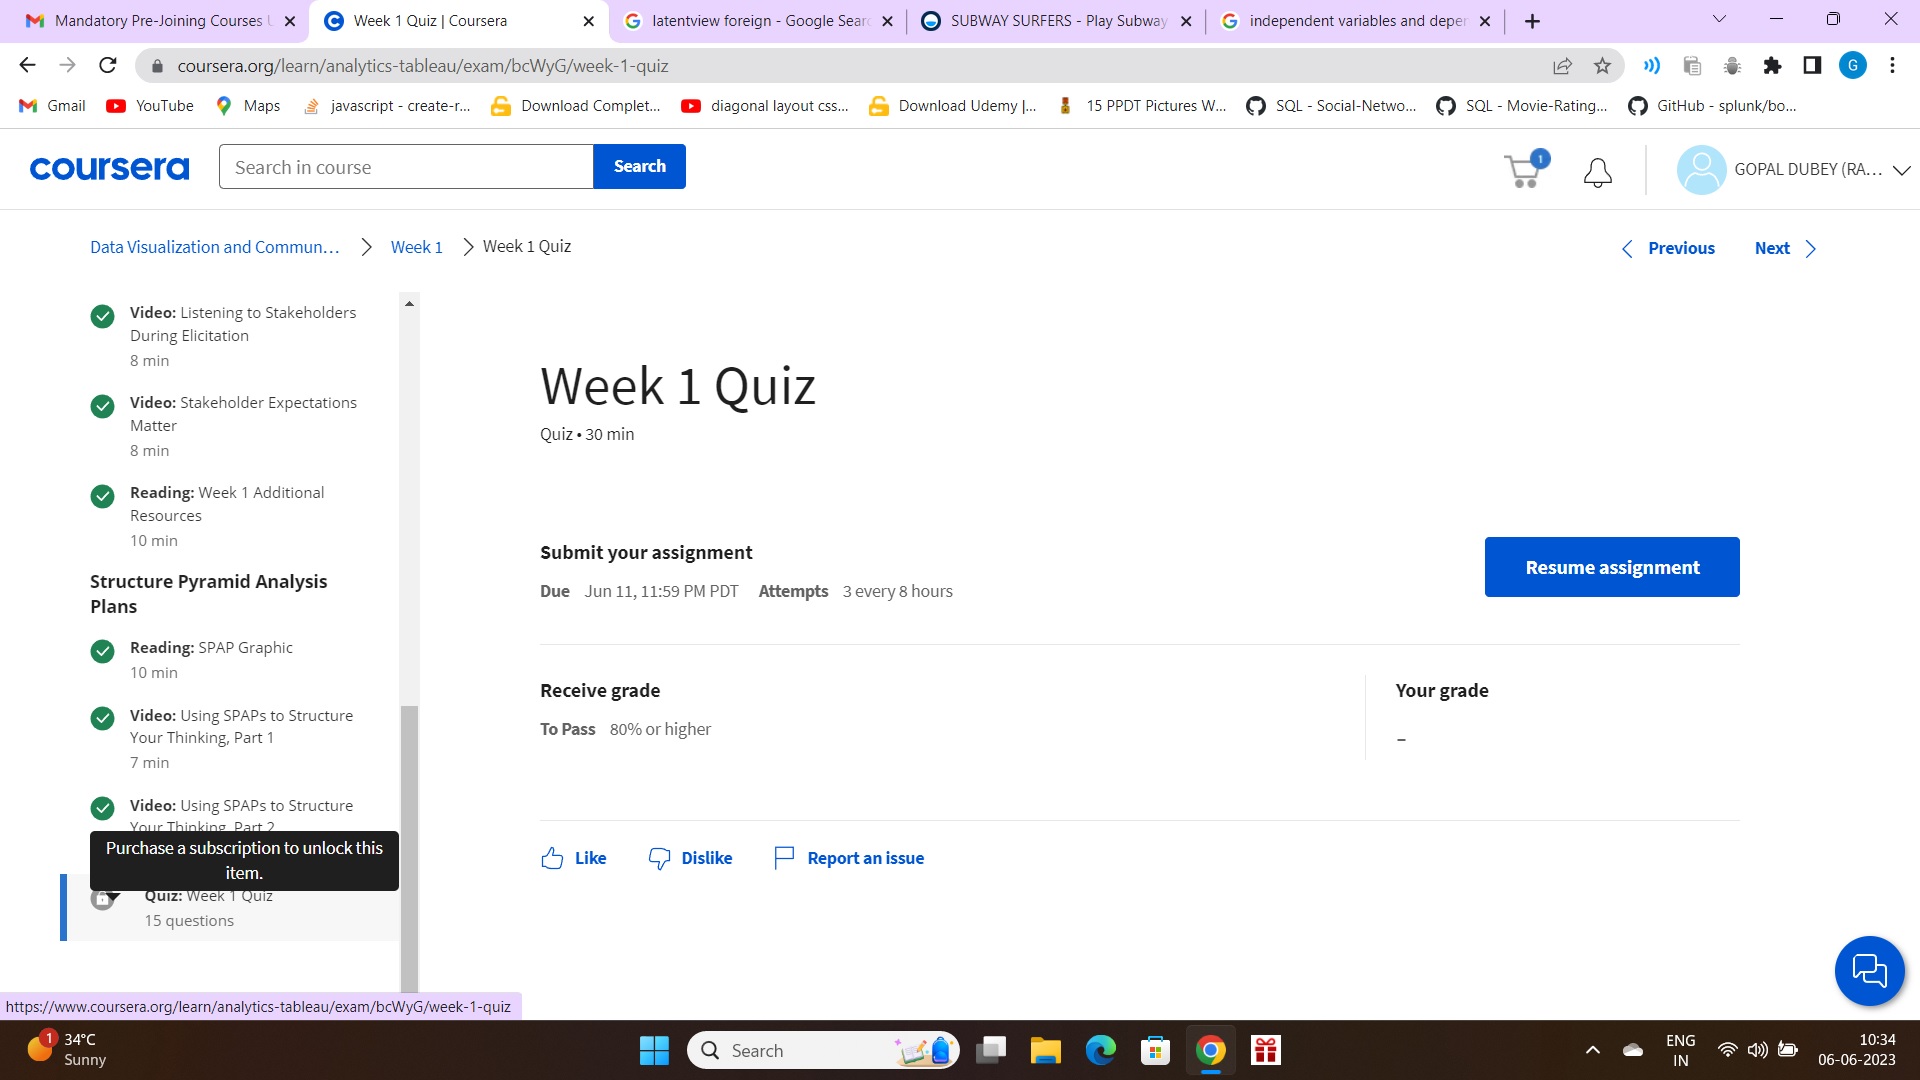 Mandatory Pre-Joining Courses U
Week 1 Quiz | Coursera
latentview foreign - Google Searc
SUBWAY SURFERS - Play Subway
independent variables and deper
coursera.org/learn/analytics-tableau/exam/bcWyG/week-1-quiz
G
Gmail
YouTube
Maps
javascript - create-r...
Download Complet...
diagonal layout css...
Download Udemy |...
15 PPDT Pictures W...
SQL - Social-Netwo...
SQL - Movie-Rating...
GitHub - splunk/bo...
coursera
Search in course
Search
1
GOPAL DUBEY (RA...
Data Visualization and Commun...
Week 1
Week 1 Quiz
Previous
Next
Video: Listening to Stakeholders
During Elicitation
8 min
Video: Stakeholder Expectations
Matter
8 min
Reading: Week 1 Additional
Resources
10 min
Structure Pyramid Analysis
Plans
Reading: SPAP Graphic
10 min
Video: Using SPAPs to Structure
Your Thinking, Part 1
7 min
Video: Using SPAPs to Structure
Your Thinking, Part 2
Purchase a subscription to unlock this
item.
Quiz: Week 1 Quiz
15 questions
Week 1 Quiz
Quiz • 30 min
Submit your assignment
Due Jun 11, 11:59 PM PDT Attempts 3 every 8 hours
Resume assignment
Receive grade
To Pass 80% or higher
Your grade
–
Like
Dislike
Report an issue
https://www.coursera.org/learn/analytics-tableau/exam/bcWyG/week-1-quiz
1
34°C
Sunny
Search
ENG
IN
10:34
06-06-2023